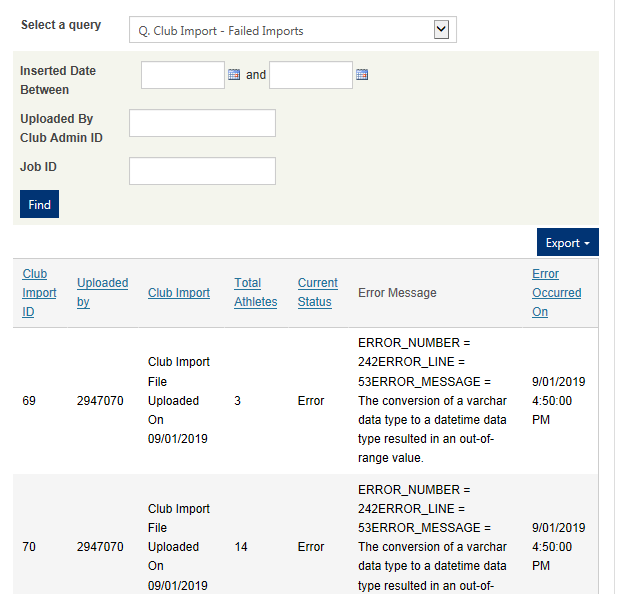 Select a query
Q. Club Import - Failed Imports
Inserted Date
Between
and
Uploaded By
Club Admin ID
Job ID
Find
Export
Club
Import
ID
Uploaded
by
Club Import
Total
Athletes
Current
Status
Error Message
Error
Occurred
On
69
2947070
Club Import
File
Uploaded
On
09/01/2019
3
Error
ERROR_NUMBER =
242ERROR_LINE =
53ERROR_MESSAGE =
The conversion of a varchar
data type to a datetime data
type resulted in an out-of-
range value.
9/01/2019
4:50:00
PM
70
2947070
Club Import
File
Uploaded
On
09/01/2019
14
Error
ERROR_NUMBER =
242ERROR_LINE =
53ERROR_MESSAGE =
The conversion of a varchar
data type to a datetime data
type resulted in an out-of-
9/01/2019
4:50:00
PM